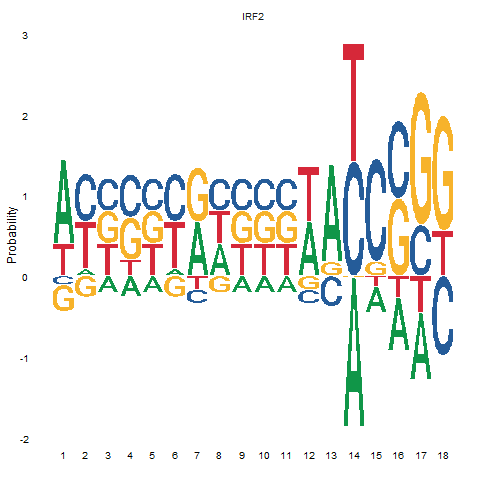 IRF2
3
2
1
0
-1
-2
Probability
A C C C C C G C C C C T A T C C G G
T T G G G T A T G G G A G C G G C T
C A T T T A T A T T T G C A T T T C
G G A A A G C G A A A C A A A
1 2 3 4 5 6 7 8 9 10 11 12 13 14 15 16 17 18